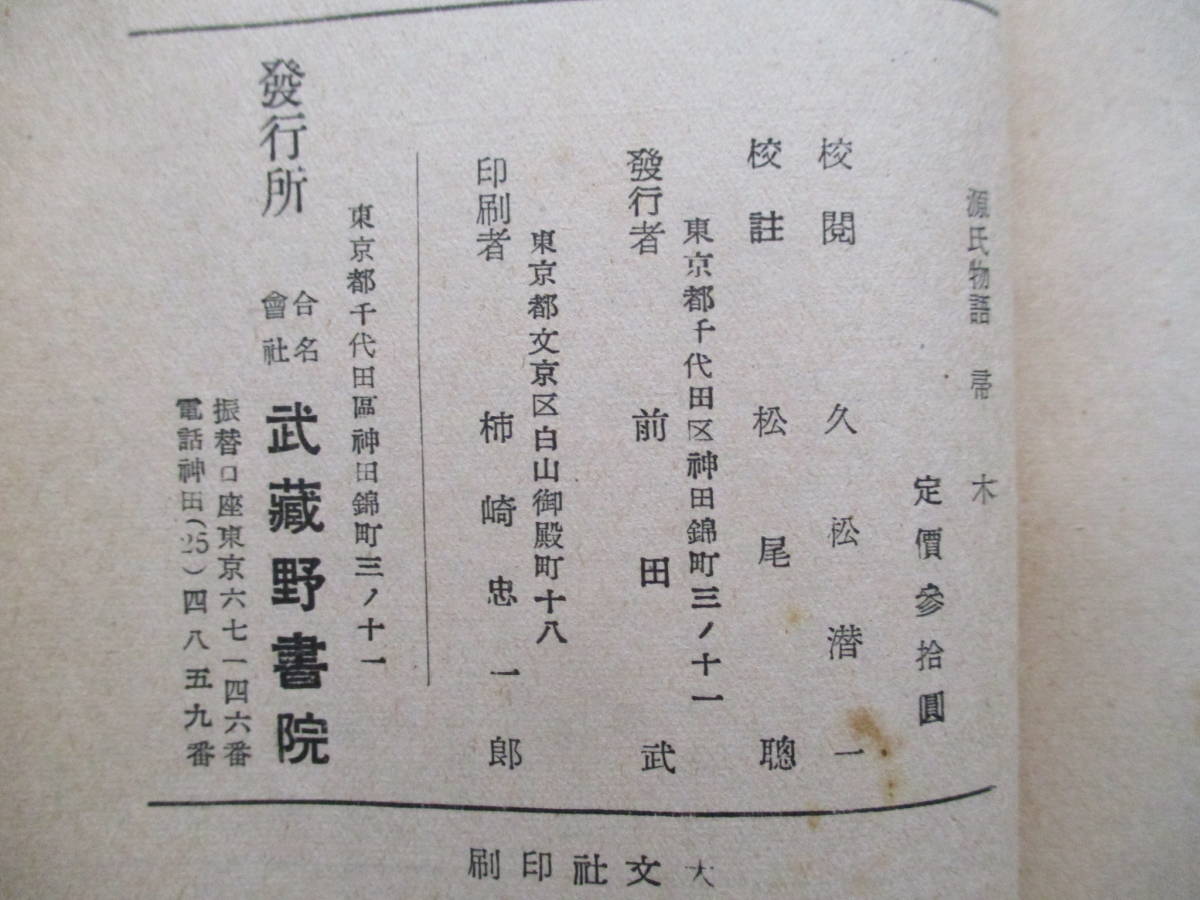 源氏物語 帚木
定價參拾圓
校閲 久松潜一
校註 松尾聰
東京都千代田区神田錦町三ノ十一
發行者 前田武
東京都文京区白山御殿町十八
印刷者 柿崎忠一郎
東京都千代田區神田錦町三ノ十一
發行所 合名會社 武藏野書院
振替口座東京六七一四六番
電話神田(25)四八五九番
大文社印刷